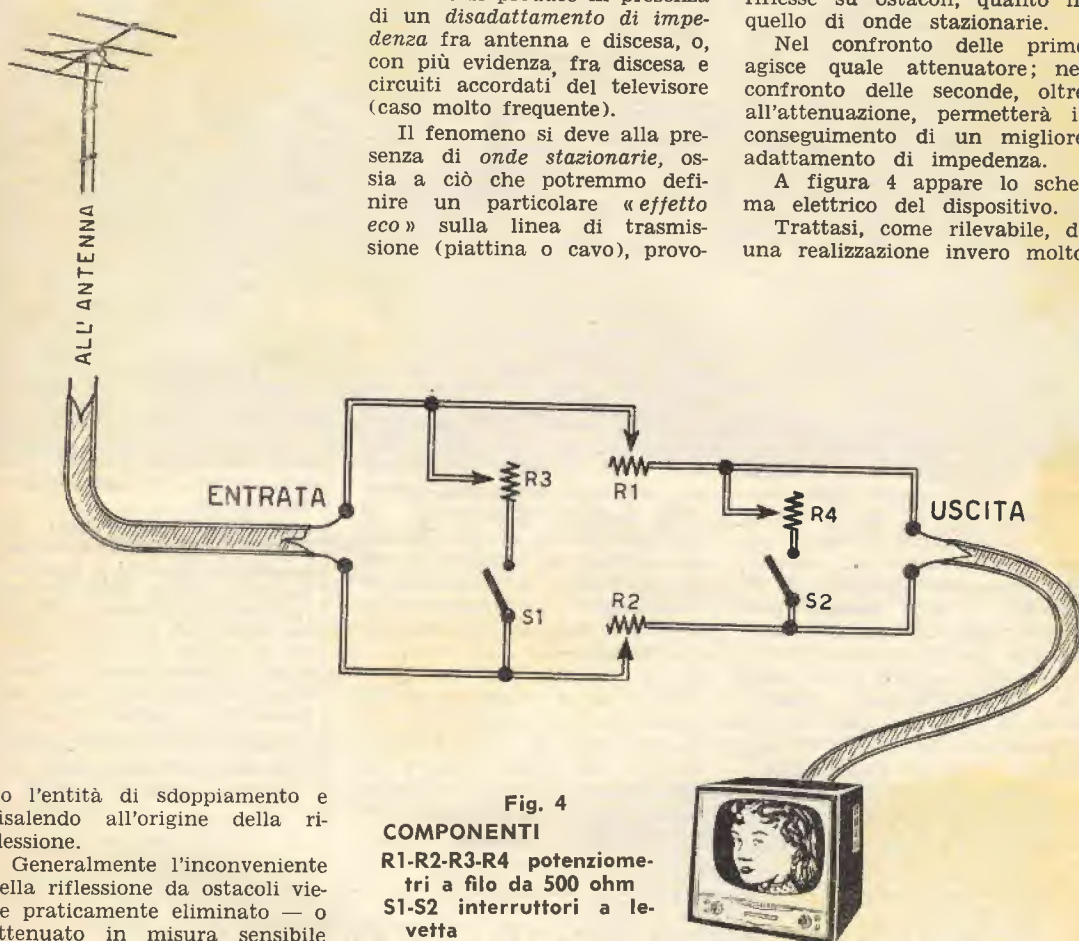 di un disadattamento di impe-
denza fra antenna e discesa, o,
con più evidenza, fra discesa e
circuiti accordati del televisore
(caso molto frequente).
Il fenomeno si deve alla pre-
senza di onde stazionarie, os-
sia a ciò che potremmo defi-
nire un particolare «effetto
eco» sulla linea di trasmis-
sione (piattina o cavo), provo-
quello di onde stazionarie.
Nel confronto delle prime
agisce quale attenuatore; nel
confronto delle seconde, oltre
all'attenuazione, permetterà il
conseguimento di un migliore
adattamento di impedenza.
A figura 4 appare lo sche-
ma elettrico del dispositivo.
Trattasi, come rilevabile, di
una realizzazione invero molto
ALL'ANTENNA
ENTRATA
R3
S1
R1
R2
R4
S2
USCITA
o l'entità di sdoppiamento e
isalendo all'origine della ri-
lessione.
Generalmente l'inconveniente
ella riflessione da ostacoli vie-
e praticamente eliminato — o
ttenuato in misura sensibile
Fig. 4
COMPONENTI
R1-R2-R3-R4 potenziome-
tri a filo da 500 ohm
S1-S2 interruttori a le-
vetta